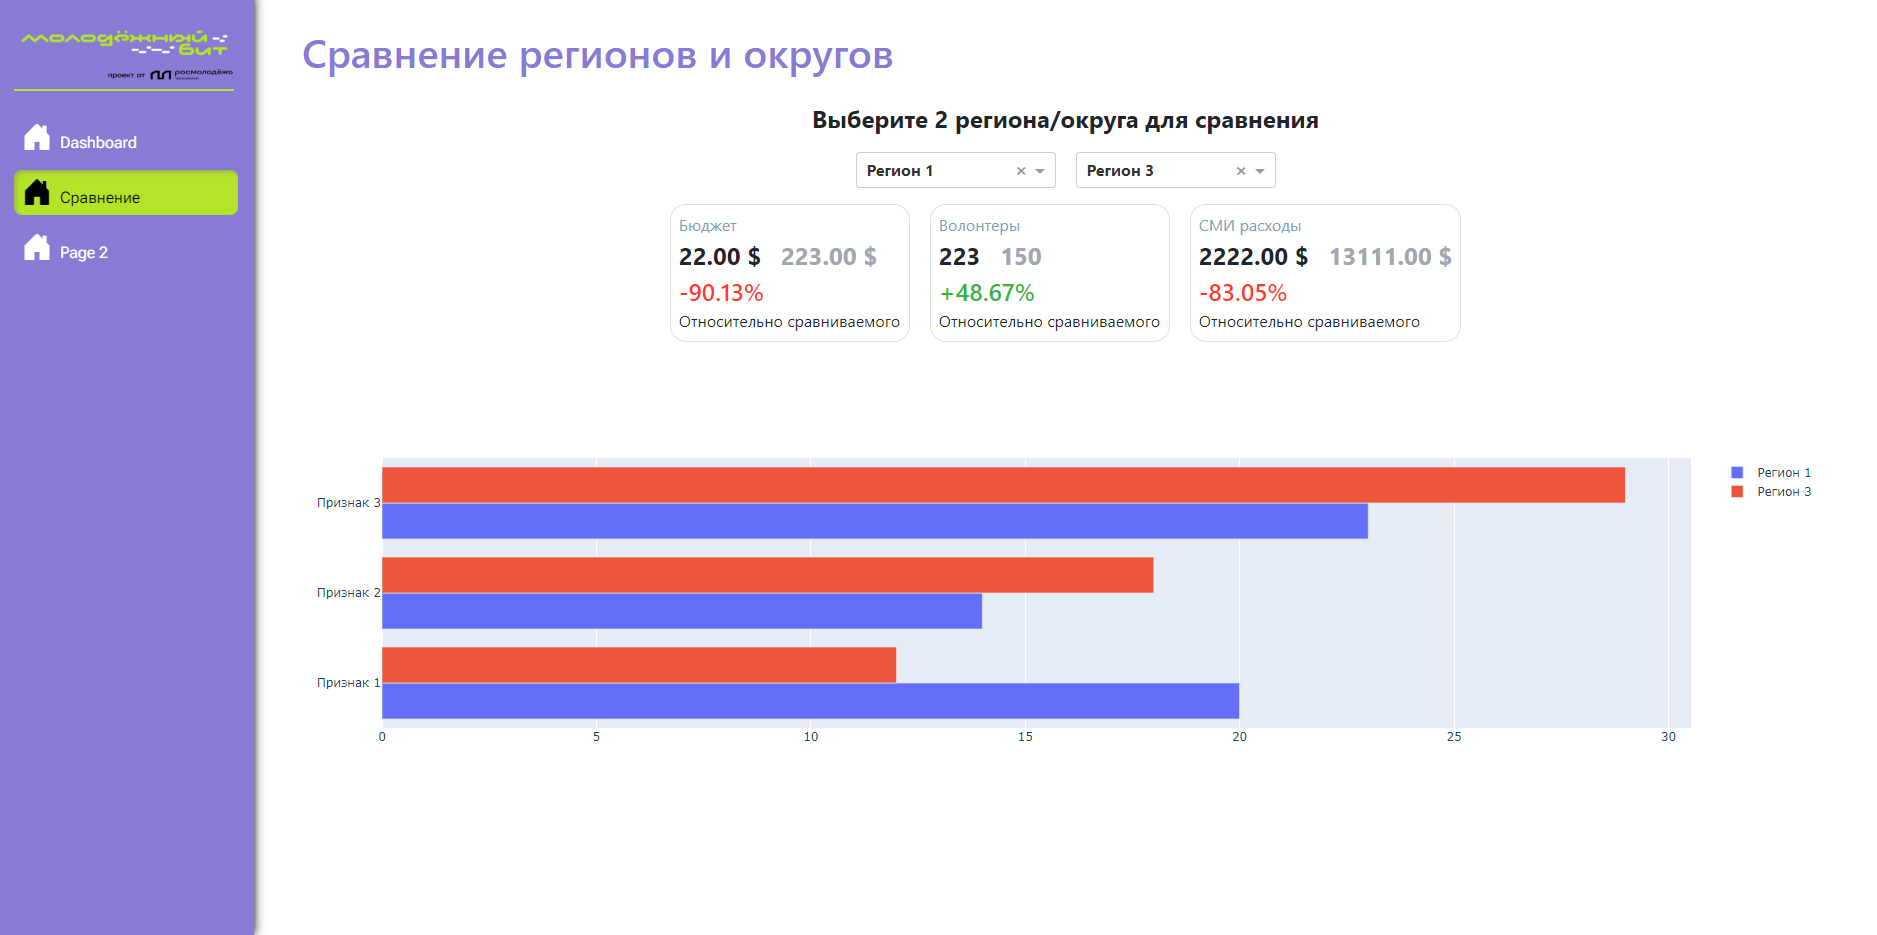 молодёжный
бит
проект от росмолодёжь
Dashboard
Сравнение
Page 2
Сравнение регионов и округов
Выберите 2 региона/округа для сравнения
Регион 1 × Регион 3 ×
Бюджет
22.00 $ 223.00 $
-90.13%
Относительно сравниваемого
Волонтеры
223 150
+48.67%
Относительно сравниваемого
СМИ расходы
2222.00 $ 13111.00 $
-83.05%
Относительно сравниваемого
Регион 1
Регион 3
Признак 3
Признак 2
Признак 1
0 5 10 15 20 25 30